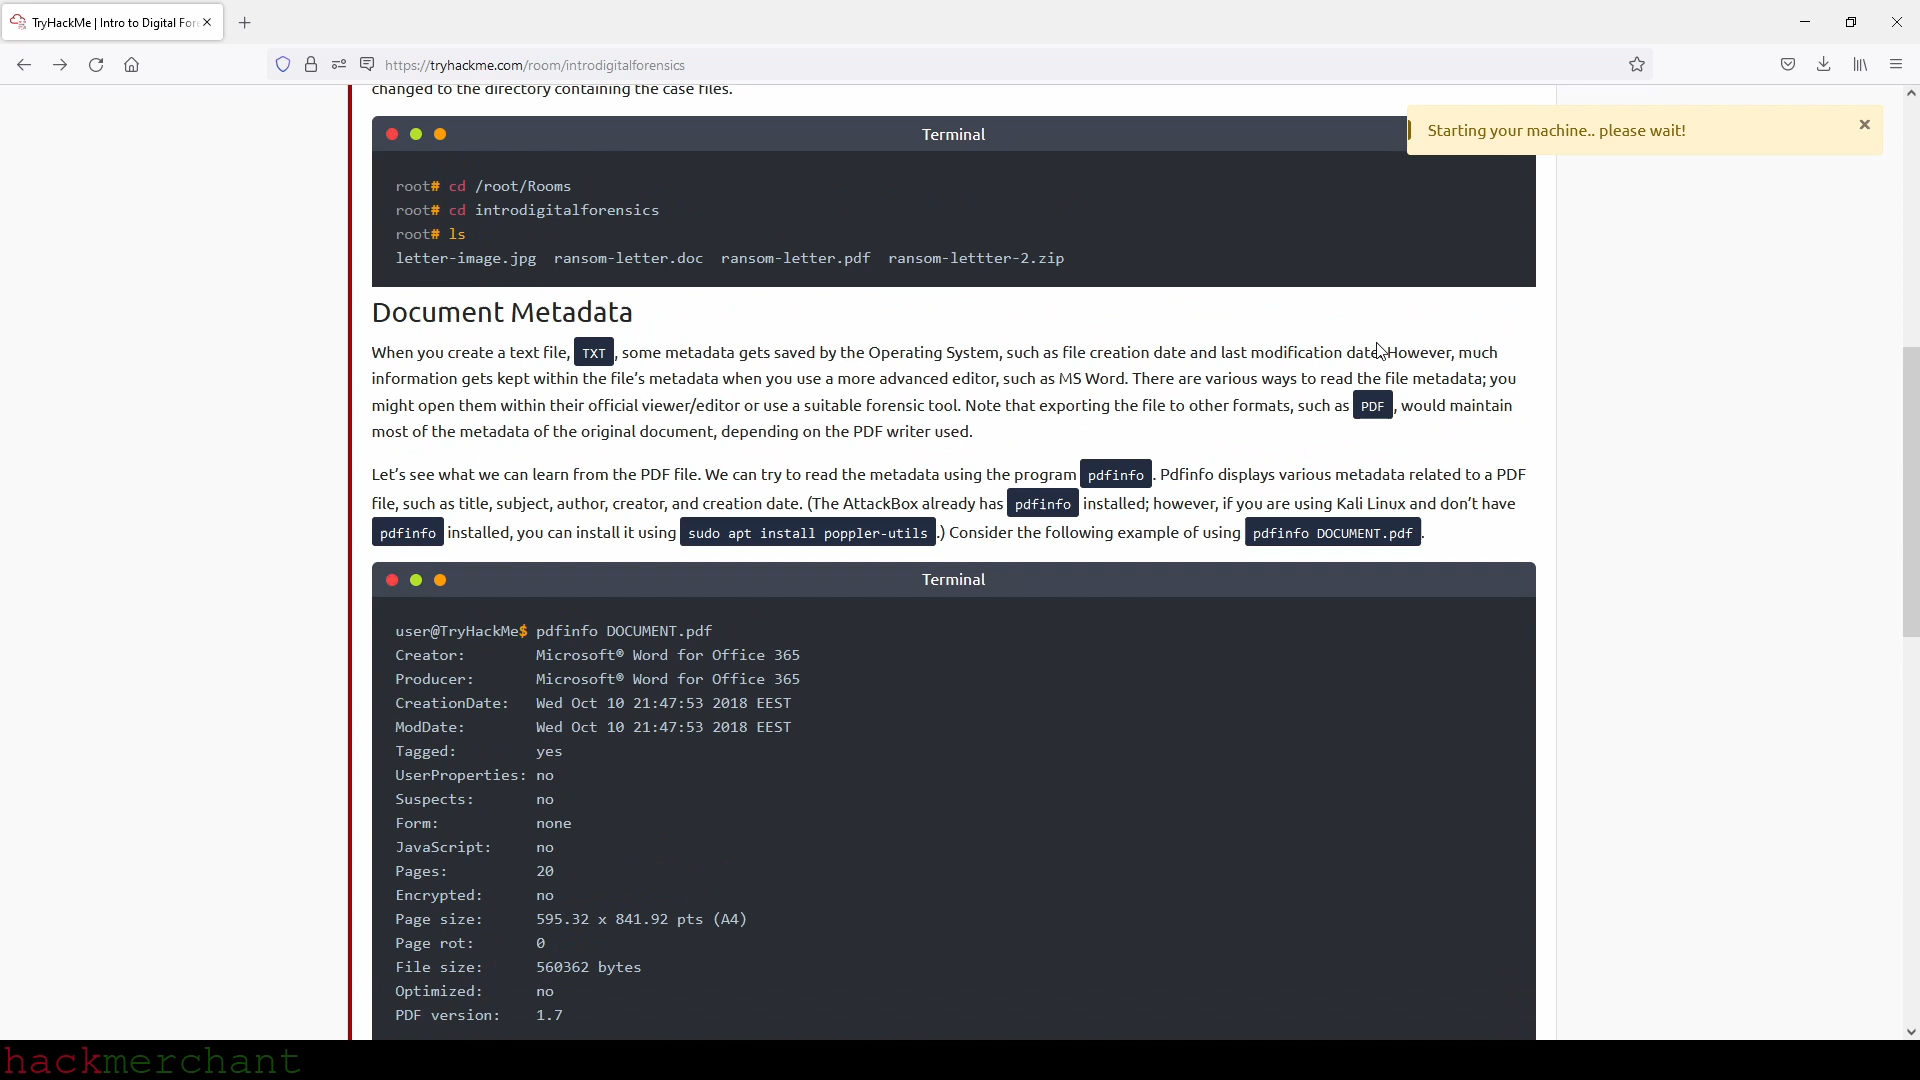 TryHackMe | Intro to Digital For
https://tryhackme.com/room/introdigitalforensics
changed to the directory containing the case files.
Starting your machine.. please wait!
Terminal
root# cd /root/Rooms
root# cd introdigitalforensics
root# ls
letter-image.jpg  ransom-letter.doc  ransom-letter.pdf  ransom-lettter-2.zip
Document Metadata
When you create a text file, TXT, some metadata gets saved by the Operating System, such as file creation date and last modification date. However, much
information gets kept within the file’s metadata when you use a more advanced editor, such as MS Word. There are various ways to read the file metadata; you
might open them within their official viewer/editor or use a suitable forensic tool. Note that exporting the file to other formats, such as PDF, would maintain
most of the metadata of the original document, depending on the PDF writer used.
Let’s see what we can learn from the PDF file. We can try to read the metadata using the program pdfinfo. Pdfinfo displays various metadata related to a PDF
file, such as title, subject, author, creator, and creation date. (The AttackBox already has pdfinfo installed; however, if you are using Kali Linux and don’t have
pdfinfo installed, you can install it using sudo apt install poppler-utils.) Consider the following example of using pdfinfo DOCUMENT.pdf.
Terminal
user@TryHackMe$ pdfinfo DOCUMENT.pdf
Creator:        Microsoft® Word for Office 365
Producer:       Microsoft® Word for Office 365
CreationDate:   Wed Oct 10 21:47:53 2018 EEST
ModDate:        Wed Oct 10 21:47:53 2018 EEST
Tagged:         yes
UserProperties: no
Suspects:       no
Form:           none
JavaScript:     no
Pages:          20
Encrypted:      no
Page size:      595.32 x 841.92 pts (A4)
Page rot:       0
File size:      560362 bytes
Optimized:      no
PDF version:    1.7
hackmerchant